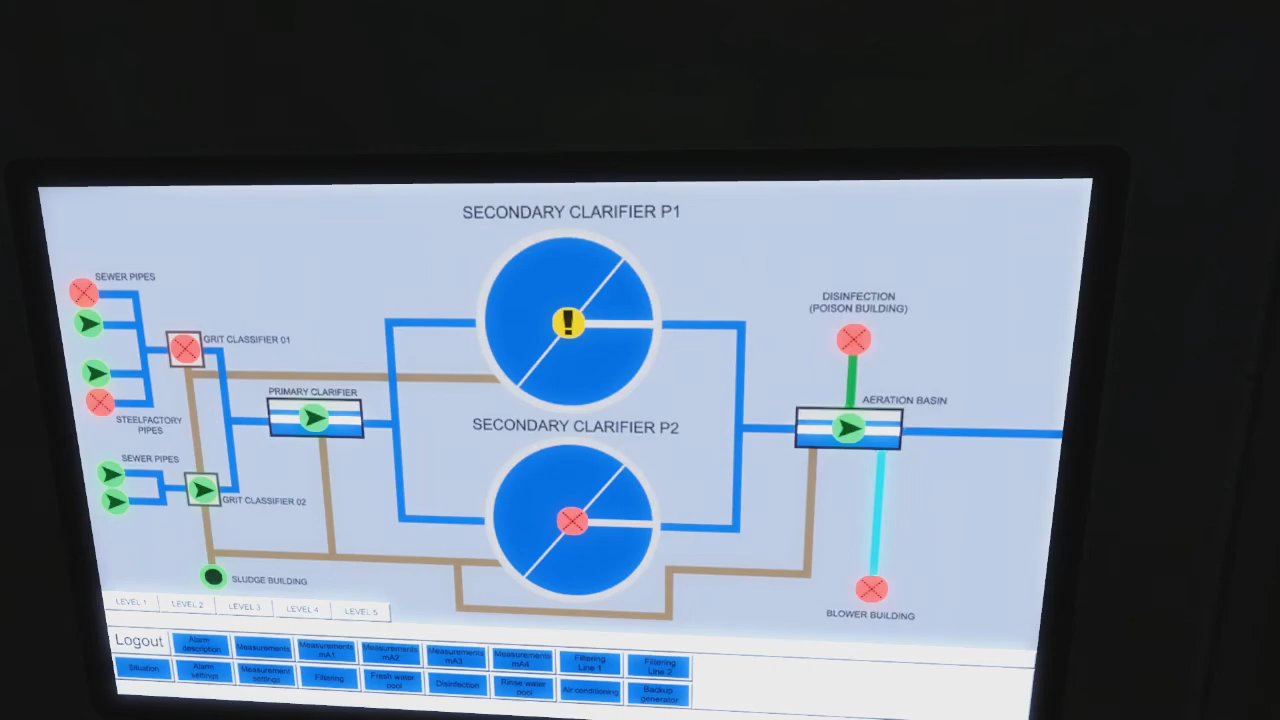 SECONDARY CLARIFIER P1
SEWER PIPES
DISINFECTION
(POISON BUILDING)
GRIT CLASSIFIER 01
PRIMARY CLARIFIER
AERATION BASIN
STEELFACTORY
PIPES
SECONDARY CLARIFIER P2
SEWER PIPES
GRIT CLASSIFIER 02
SLUDGE BUILDING
BLOWER BUILDING
LEVEL 1 LEVEL 2 LEVEL 3 LEVEL 4 LEVEL 5
Logout
Alarm
description
Measurements
Measurements
mA1
Measurements
mA2
Measurements
mA3
Measurements
mA4
Filtering
Line 1
Filtering
Line 2
Situation
Alarm
settings
Measurement
settings
Filtering
Fresh water
pool
Disinfection
Rinse water
pool
Air conditioning
Backup
generator